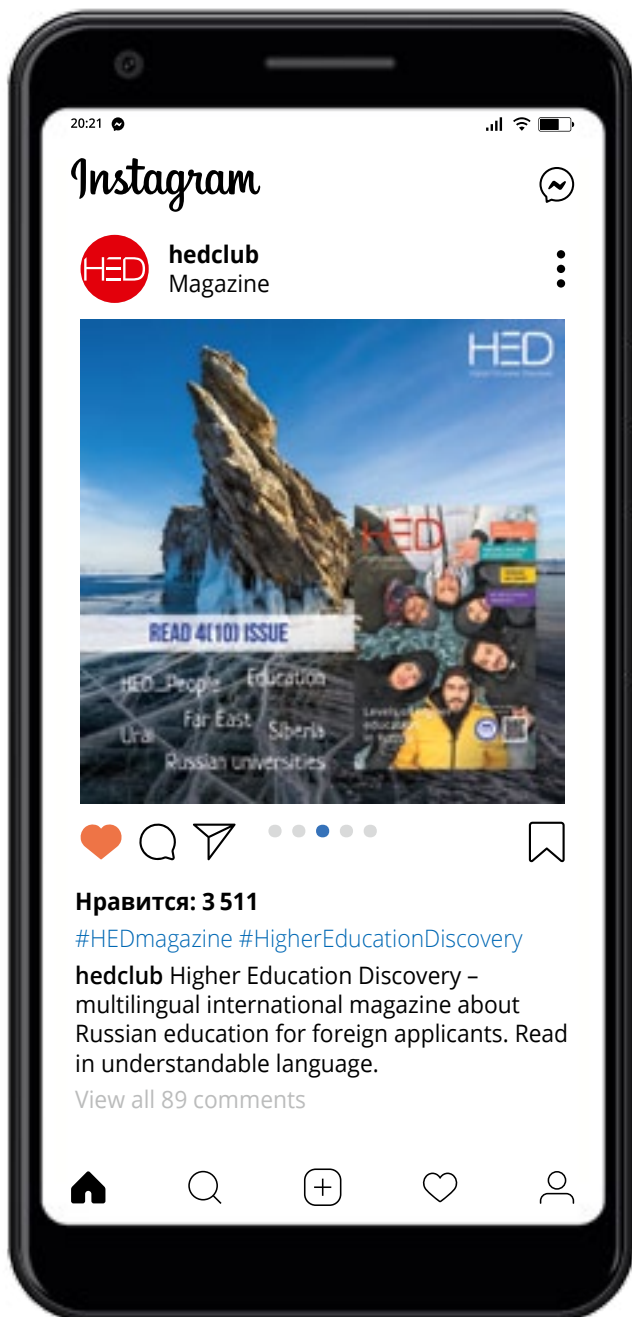 20:21
Instagram
HED
hedclub
Magazine
HED
HED
READ 4(10) ISSUE
HED_People Education
Ural Far East Siberia
Russian universities
Нравится: 3 511
#HEDmagazine #HigherEducationDiscovery
hedclub Higher Education Discovery –
multilingual international magazine about
Russian education for foreign applicants. Read
in understandable language.
View all 89 comments